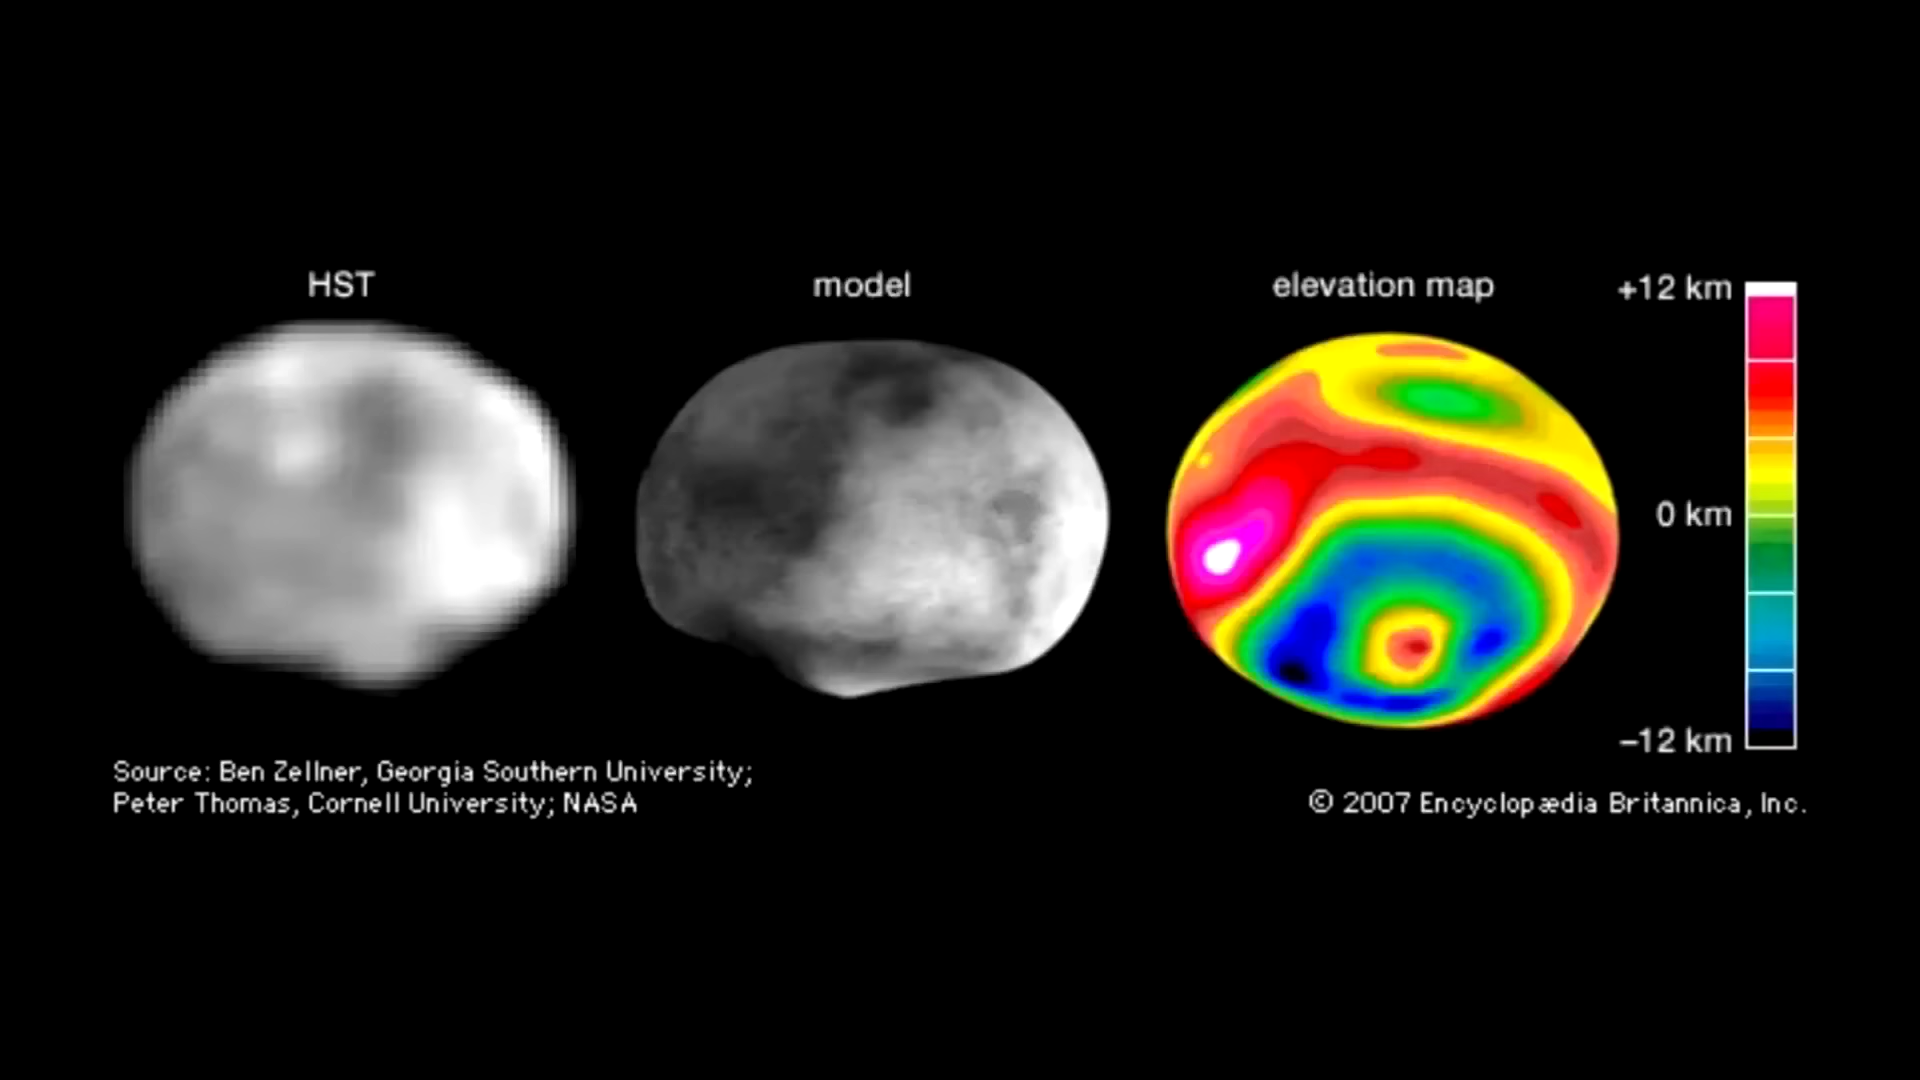 HST
model
elevation map
+12 km
0 km
−12 km
Source: Ben Zellner, Georgia Southern University;
Peter Thomas, Cornell University; NASA
© 2007 Encyclopædia Britannica, Inc.